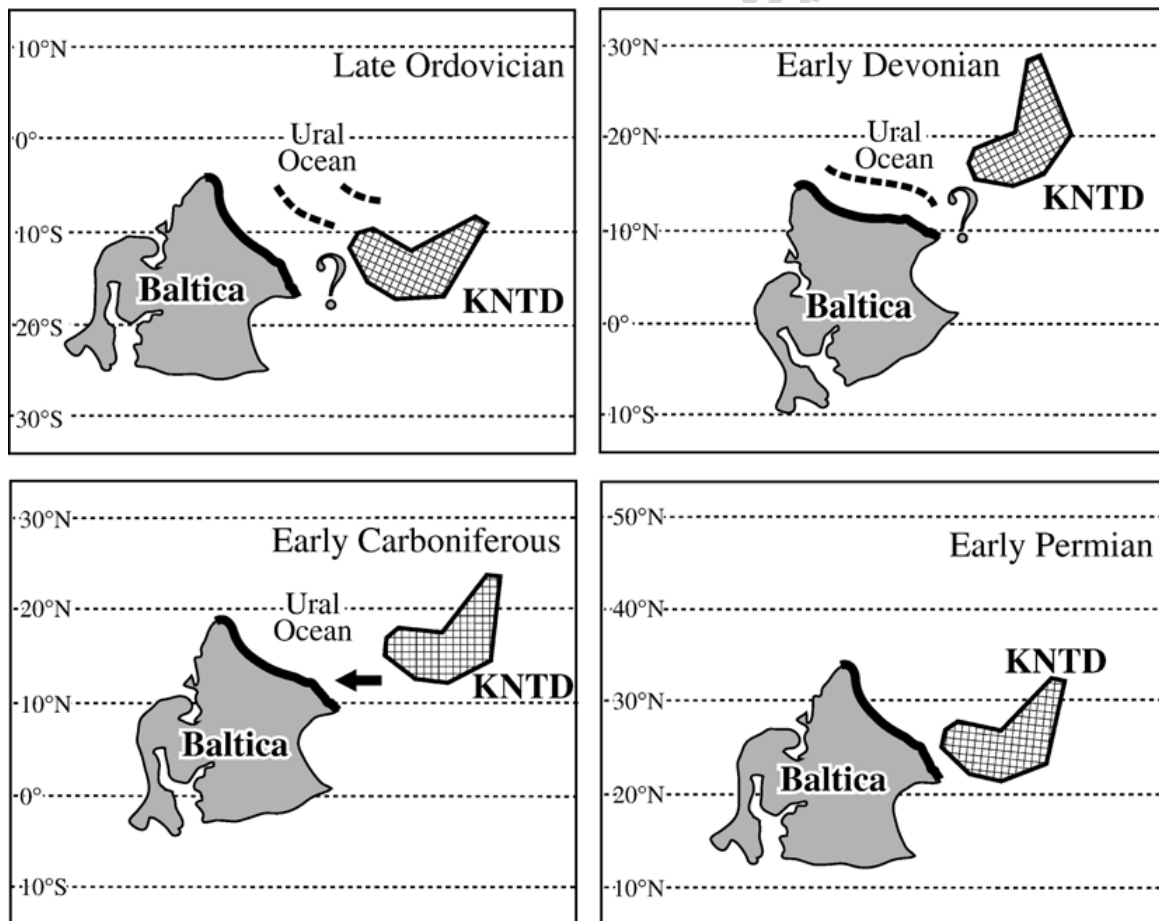 10°N
Late Ordovician
0°
Ural
Ocean
10°S
?
Baltica
KNTD
20°S
30°S
30°N
Early Devonian
20°N
Ural
Ocean
KNTD
?
10°N
Baltica
0°
10°S
30°N
Early Carboniferous
20°N
Ural
Ocean
KNTD
10°N
Baltica
0°
10°S
50°N
Early Permian
40°N
KNTD
30°N
Baltica
20°N
10°N